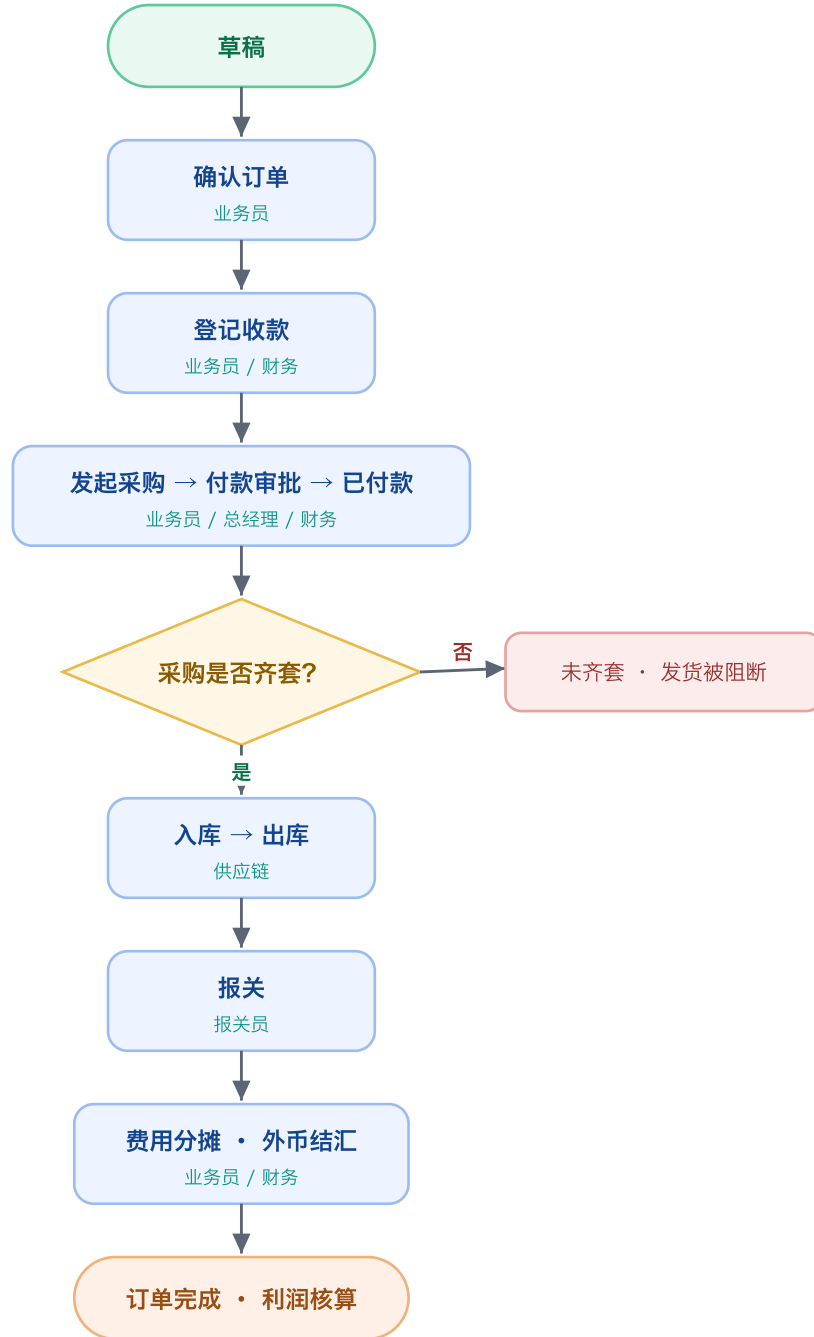 草稿
确认订单
业务员
登记收款
业务员 / 财务
发起采购 → 付款审批 → 已付款
业务员 / 总经理 / 财务
采购是否齐套?
否
未齐套 · 发货被阻断
是
入库 → 出库
供应链
报关
报关员
费用分摊 · 外币结汇
业务员 / 财务
订单完成 · 利润核算